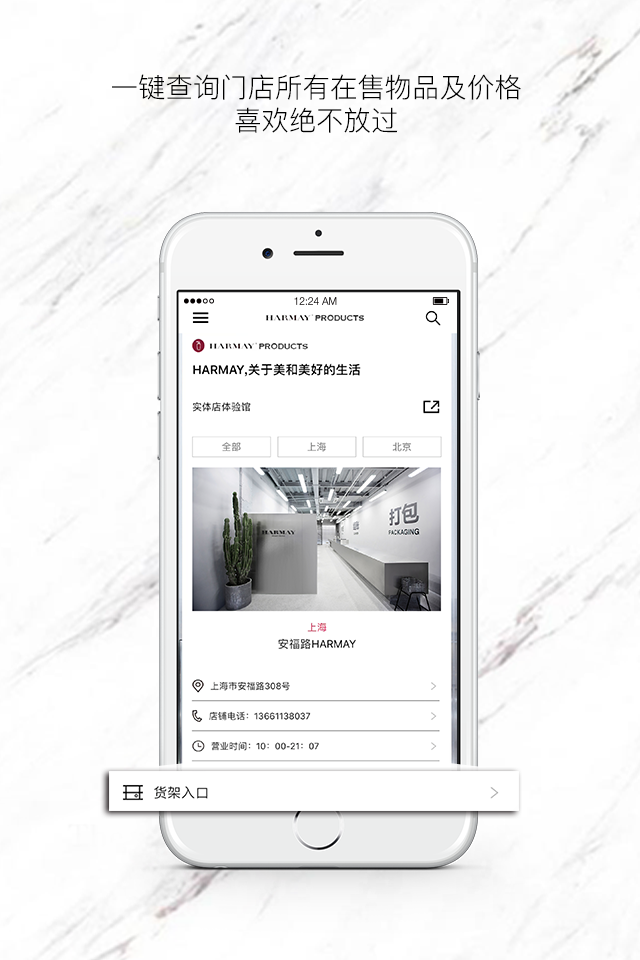 一键查询门店所有在售物品及价格
喜欢绝不放过
12:24 AM
HARMAY PRODUCTS
HARMAY PRODUCTS
HARMAY,关于美和美好的生活
实体店体验馆
全部
上海
北京
HARMAY
打包
PACKAGING
上海
安福路HARMAY
上海市安福路308号
店铺电话：13661138037
营业时间：10：00-21：07
货架入口